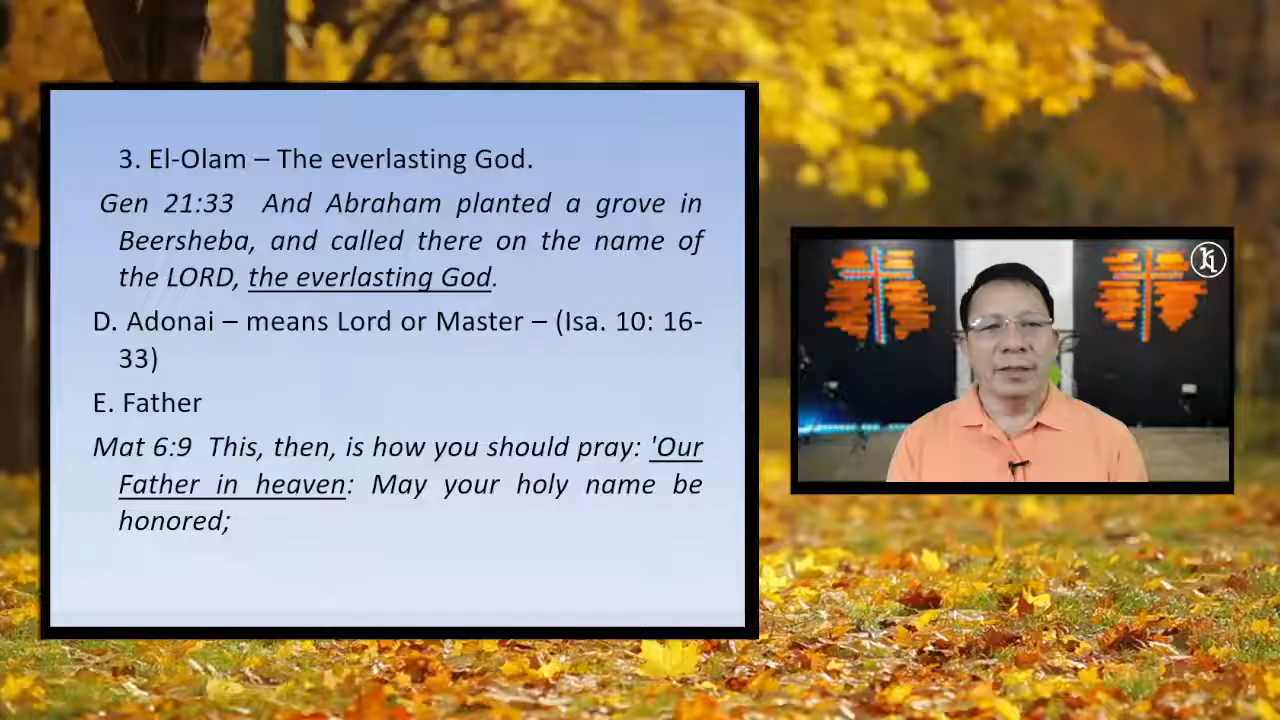 3. El-Olam – The everlasting God.
Gen 21:33 And Abraham planted a grove in
Beersheba, and called there on the name of
the LORD, the everlasting God.
D. Adonai – means Lord or Master – (Isa. 10: 16-
33)
E. Father
Mat 6:9 This, then, is how you should pray: 'Our
Father in heaven: May your holy name be
honored;